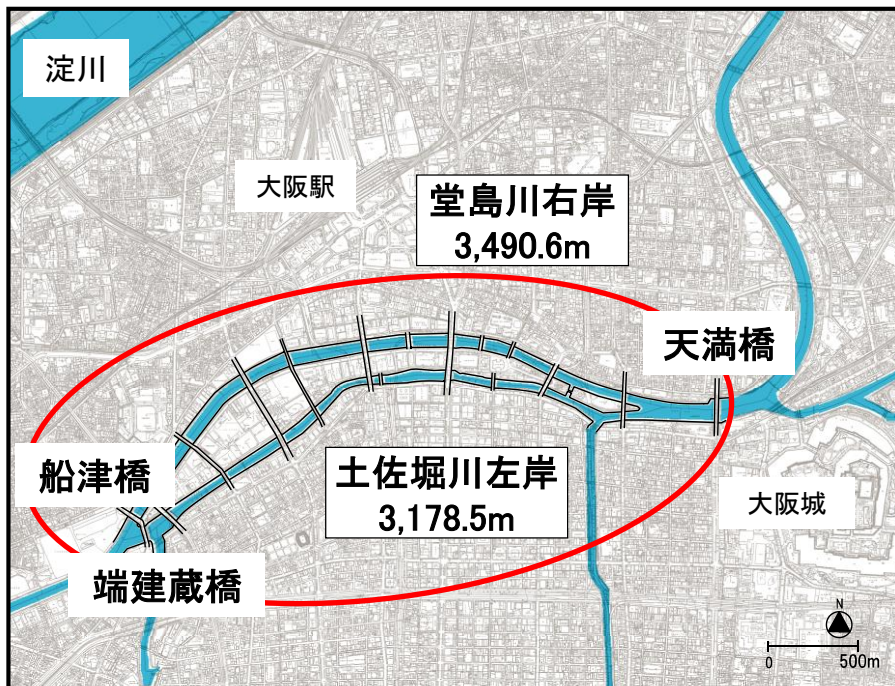 淀川
大阪駅
堂島川右岸
3,490.6m
天満橋
船津橋
土佐堀川左岸
3,178.5m
大阪城
端建蔵橋
N
0 500m